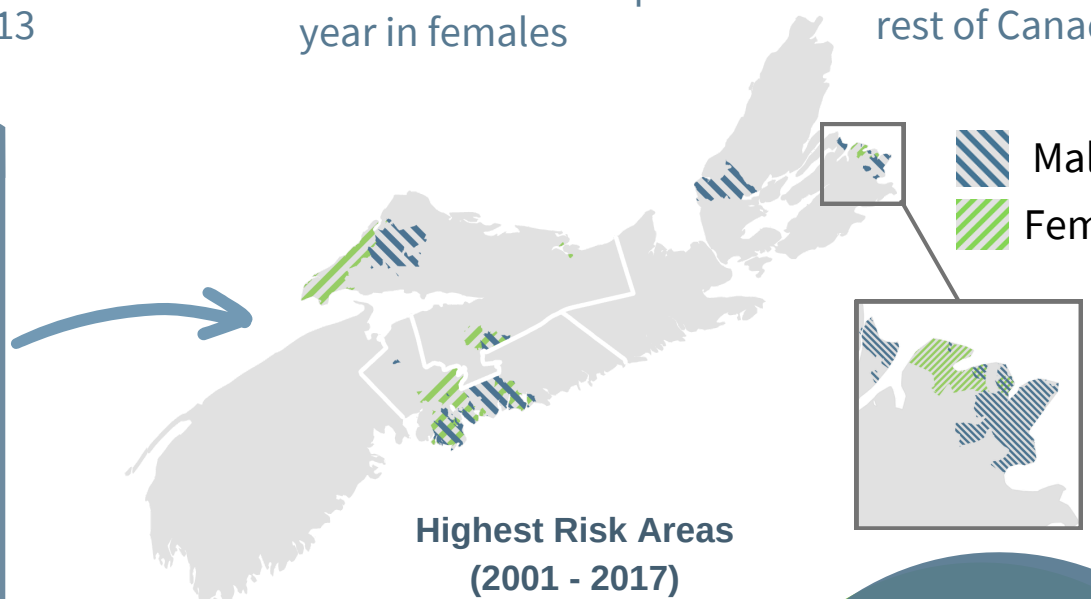 13
year in females
rest of Canad
Mal
Fem
Highest Risk Areas
(2001 - 2017)